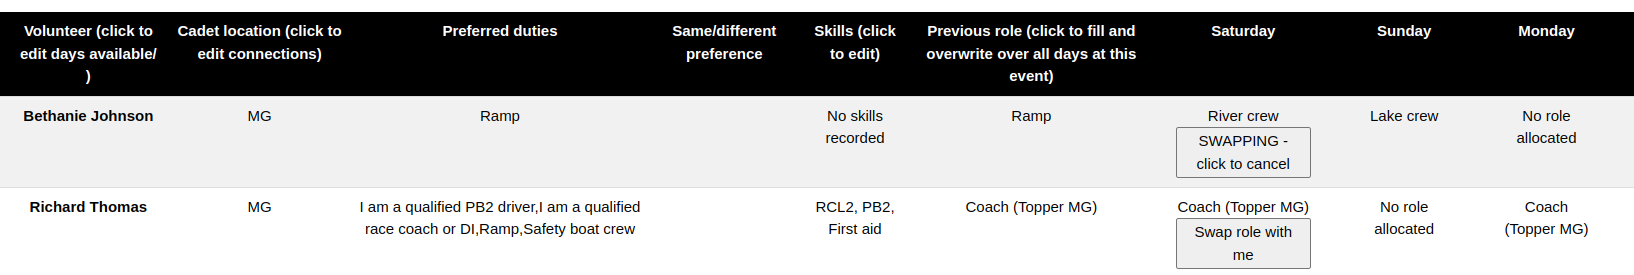 Volunteer (click to edit days available/ )
Cadet location (click to edit connections)
Preferred duties
Same/different preference
Skills (click to edit)
Previous role (click to fill and overwrite over all days at this event)
Saturday
Sunday
Monday
Bethanie Johnson
MG
Ramp
No skills recorded
Ramp
River crew
SWAPPING - click to cancel
Lake crew
No role allocated
Richard Thomas
MG
I am a qualified PB2 driver,I am a qualified race coach or DI,Ramp,Safety boat crew
RCL2, PB2, First aid
Coach (Topper MG)
Coach (Topper MG)
Swap role with me
No role allocated
Coach (Topper MG)